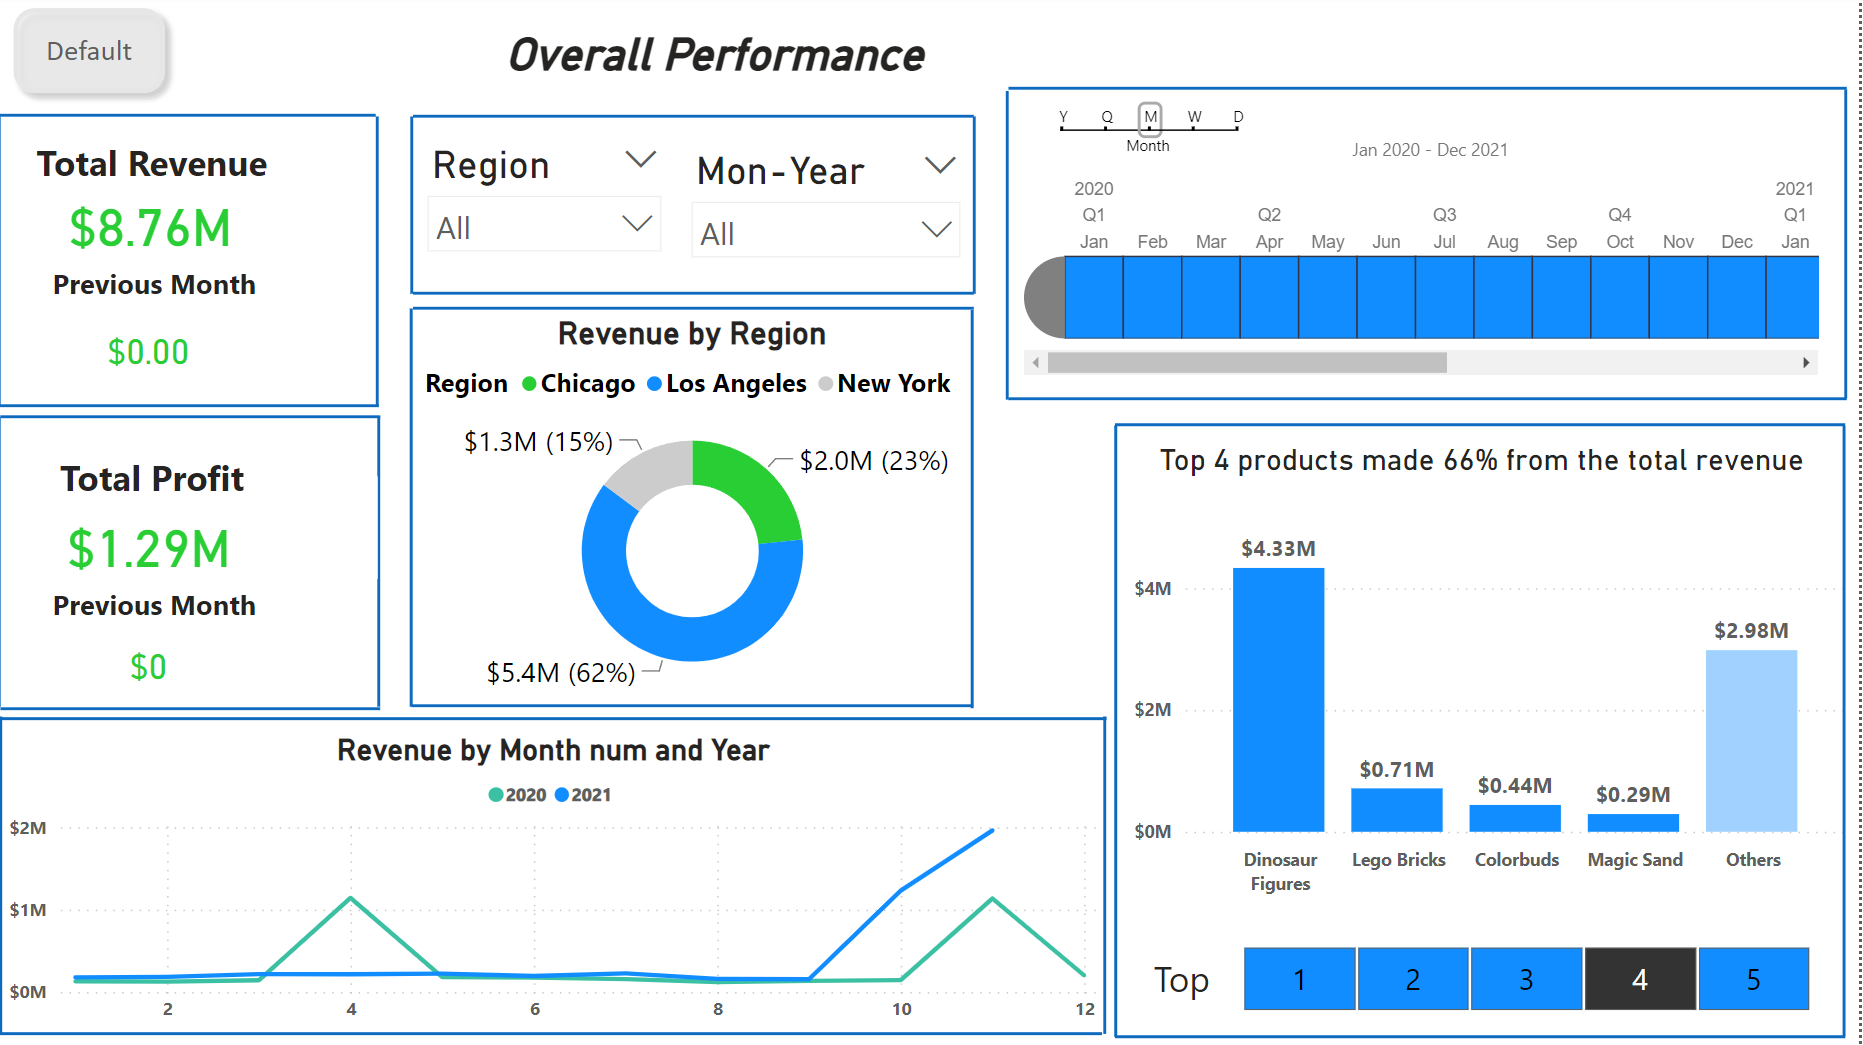 Default
Overall Performance
Total Revenue
$8.76M
Previous Month
$0.00
Total Profit
$1.29M
Previous Month
$0
Region
All
Mon-Year
All
Revenue by Region
Region Chicago Los Angeles New York
$1.3M (15%)
$2.0M (23%)
$5.4M (62%)
Y Q M W D
Month
Jan 2020 - Dec 2021
2020 2021
Q1 Q2 Q3 Q4 Q1
Jan Feb Mar Apr May Jun Jul Aug Sep Oct Nov Dec Jan
Revenue by Month num and Year
2020 2021
$2M
$1M
$0M
2 4 6 8 10 12
Top 4 products made 66% from the total revenue
$4M
$2M
$0M
$4.33M
$0.71M
$0.44M
$0.29M
$2.98M
Dinosaur Figures
Lego Bricks
Colorbuds
Magic Sand
Others
Top 1 2 3 4 5